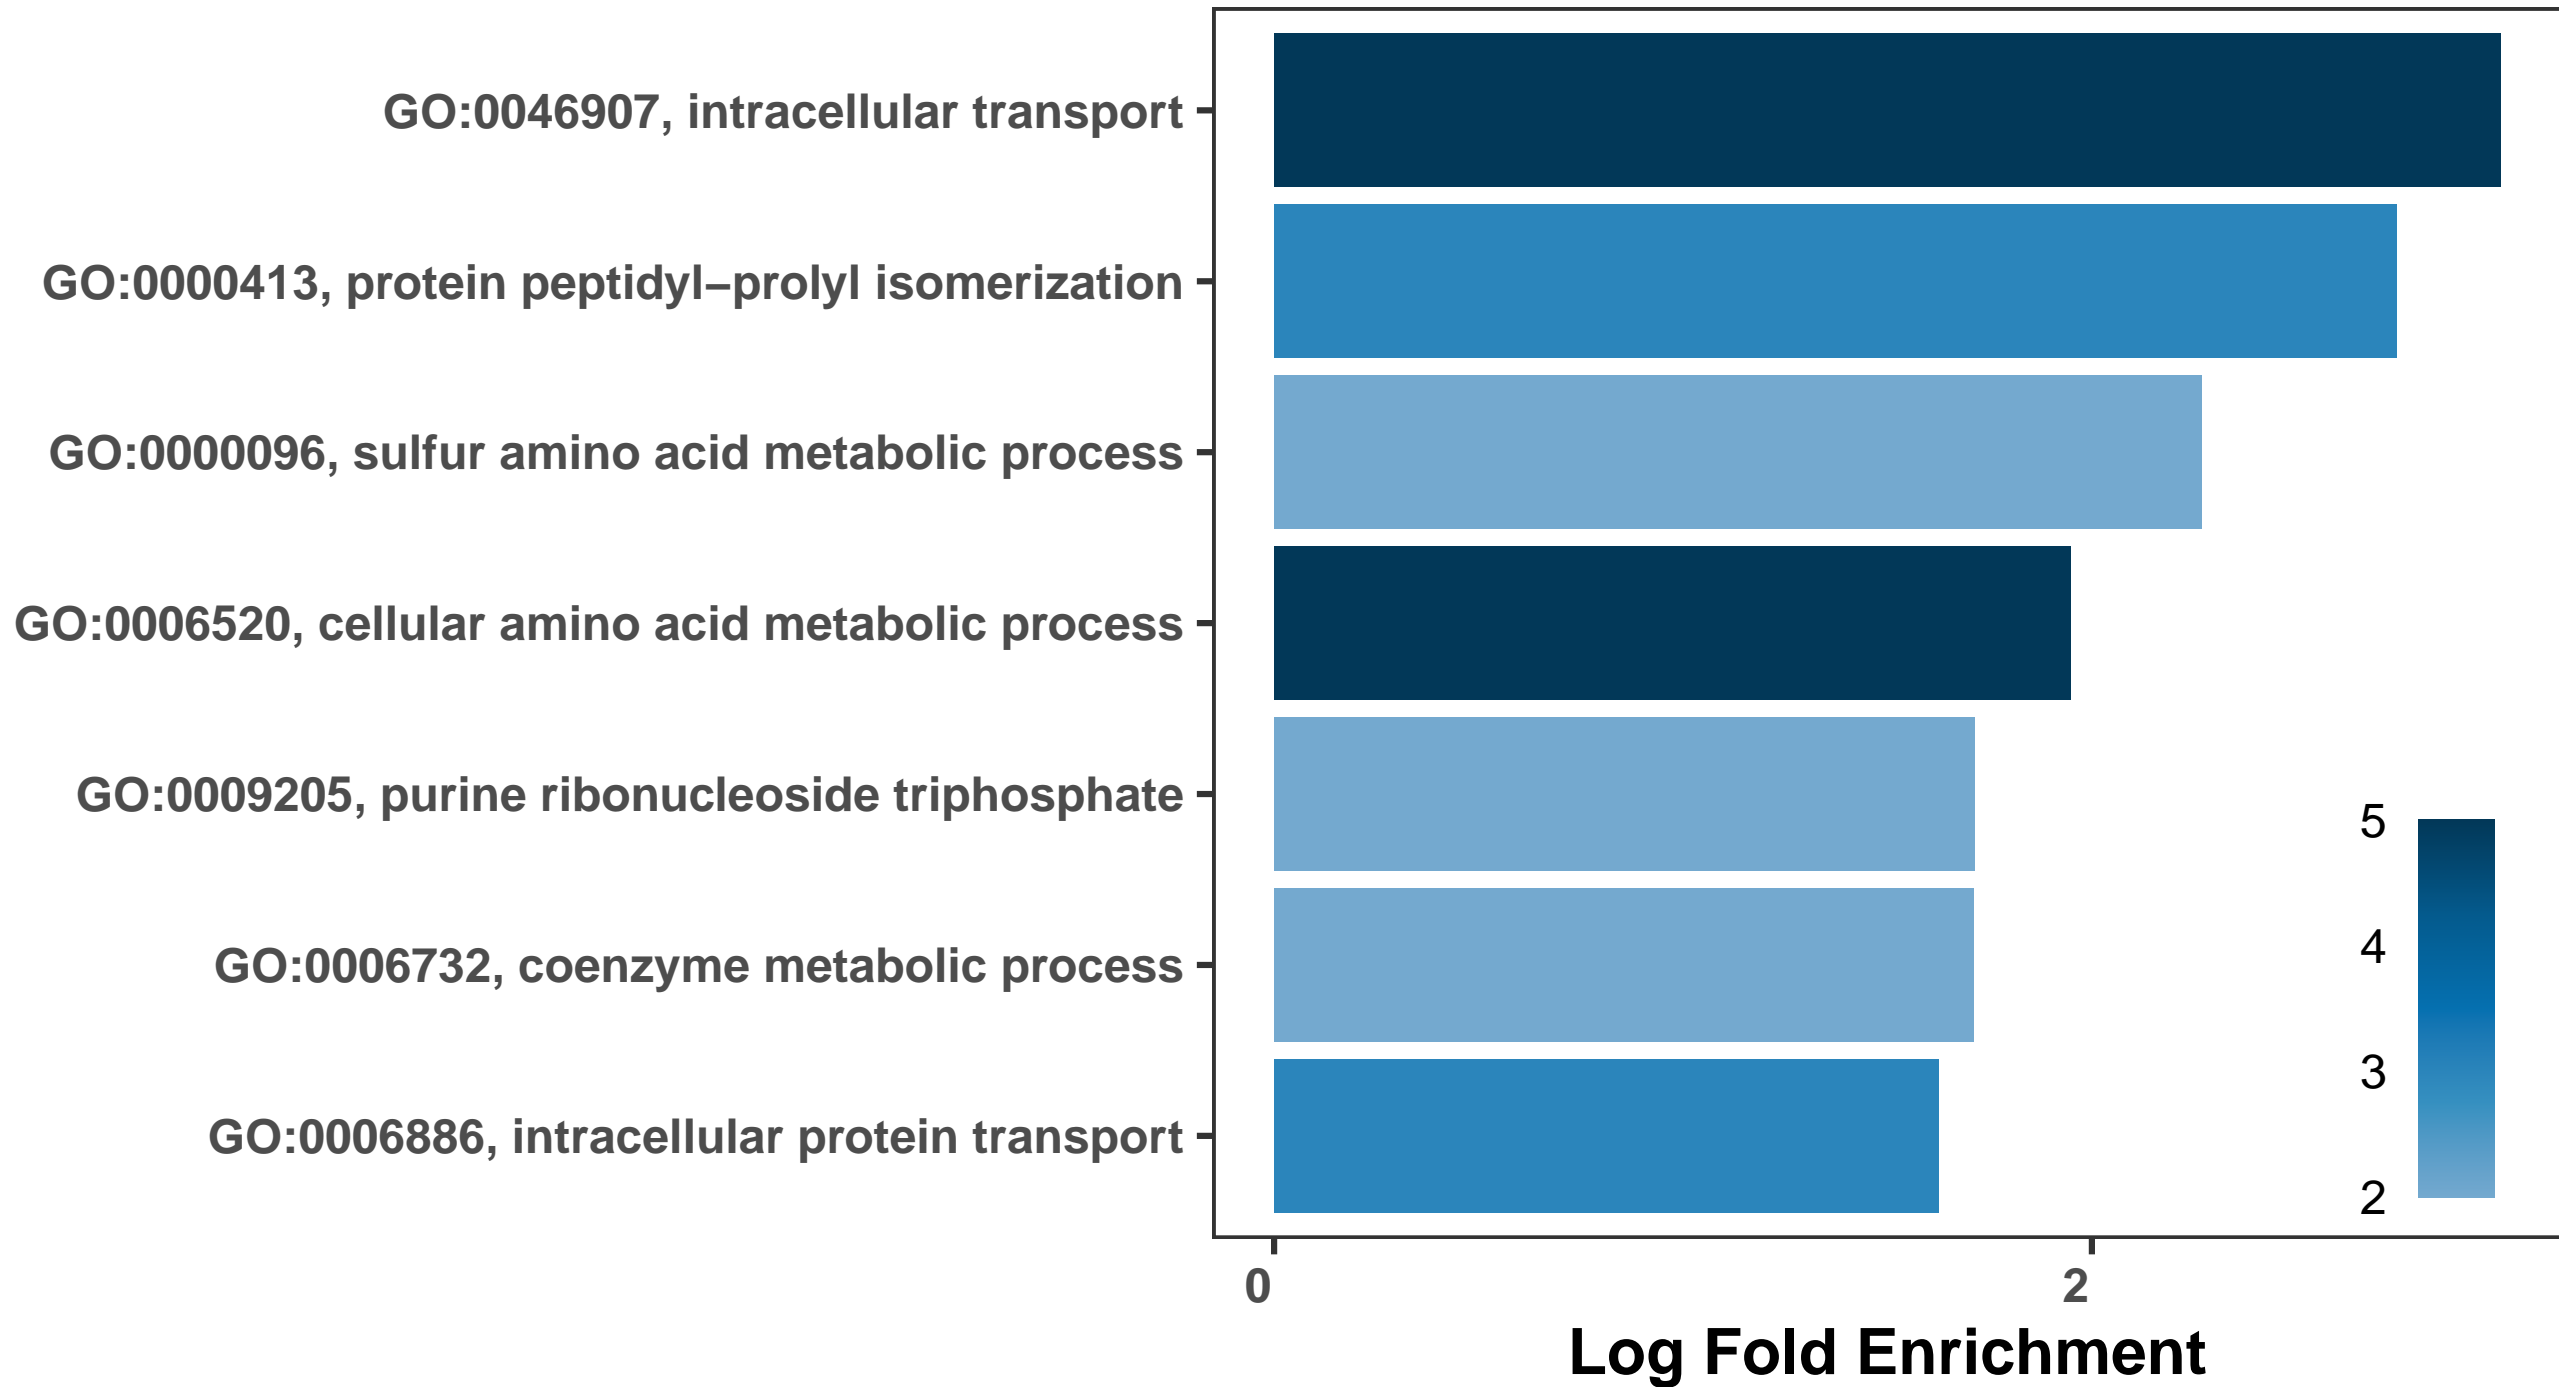 GO:0046907, intracellular transport
GO:0000413, protein peptidyl–prolyl isomerization
GO:0000096, sulfur amino acid metabolic process
GO:0006520, cellular amino acid metabolic process
GO:0009205, purine ribonucleoside triphosphate
GO:0006732, coenzyme metabolic process
GO:0006886, intracellular protein transport
5
4
3
2
0 2
Log Fold Enrichment